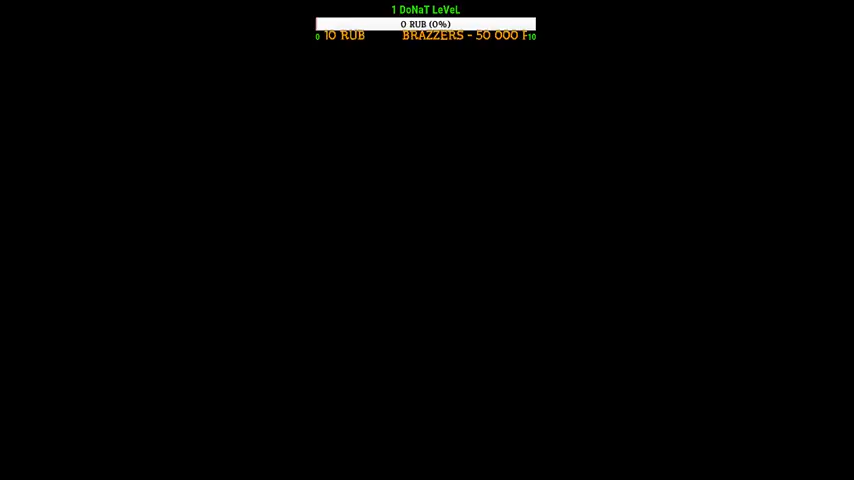 1 DoNaT LeVeL
0 RUB (0%)
0 10 RUB BRAZZERS - 50 000 10